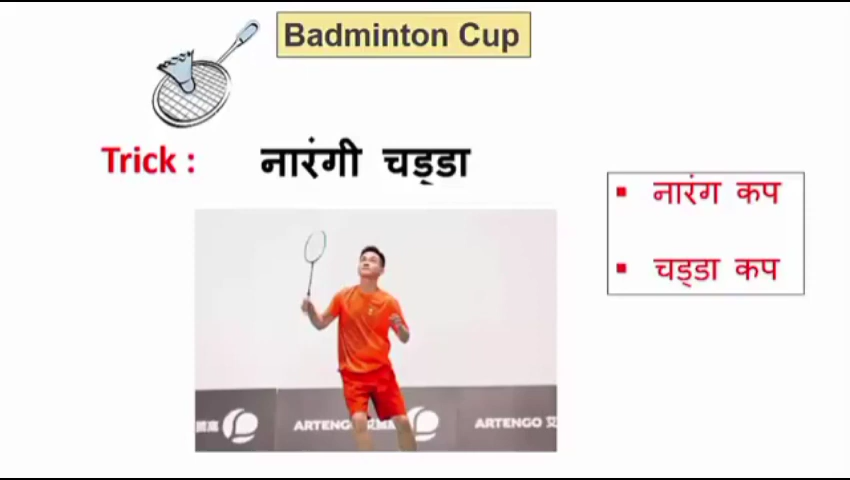 Badminton Cup
Trick : नारंगी चड्डा
▪ नारंग कप
▪ चड्डा कप
ARTENGO
ARTENGO